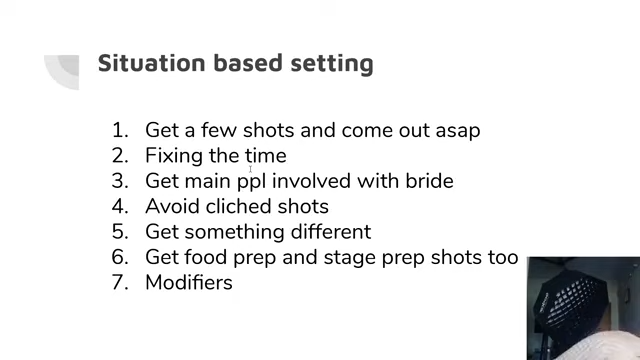 Situation based setting
1. Get a few shots and come out asap
2. Fixing the time
3. Get main ppl involved with bride
4. Avoid cliched shots
5. Get something different
6. Get food prep and stage prep shots too
7. Modifiers